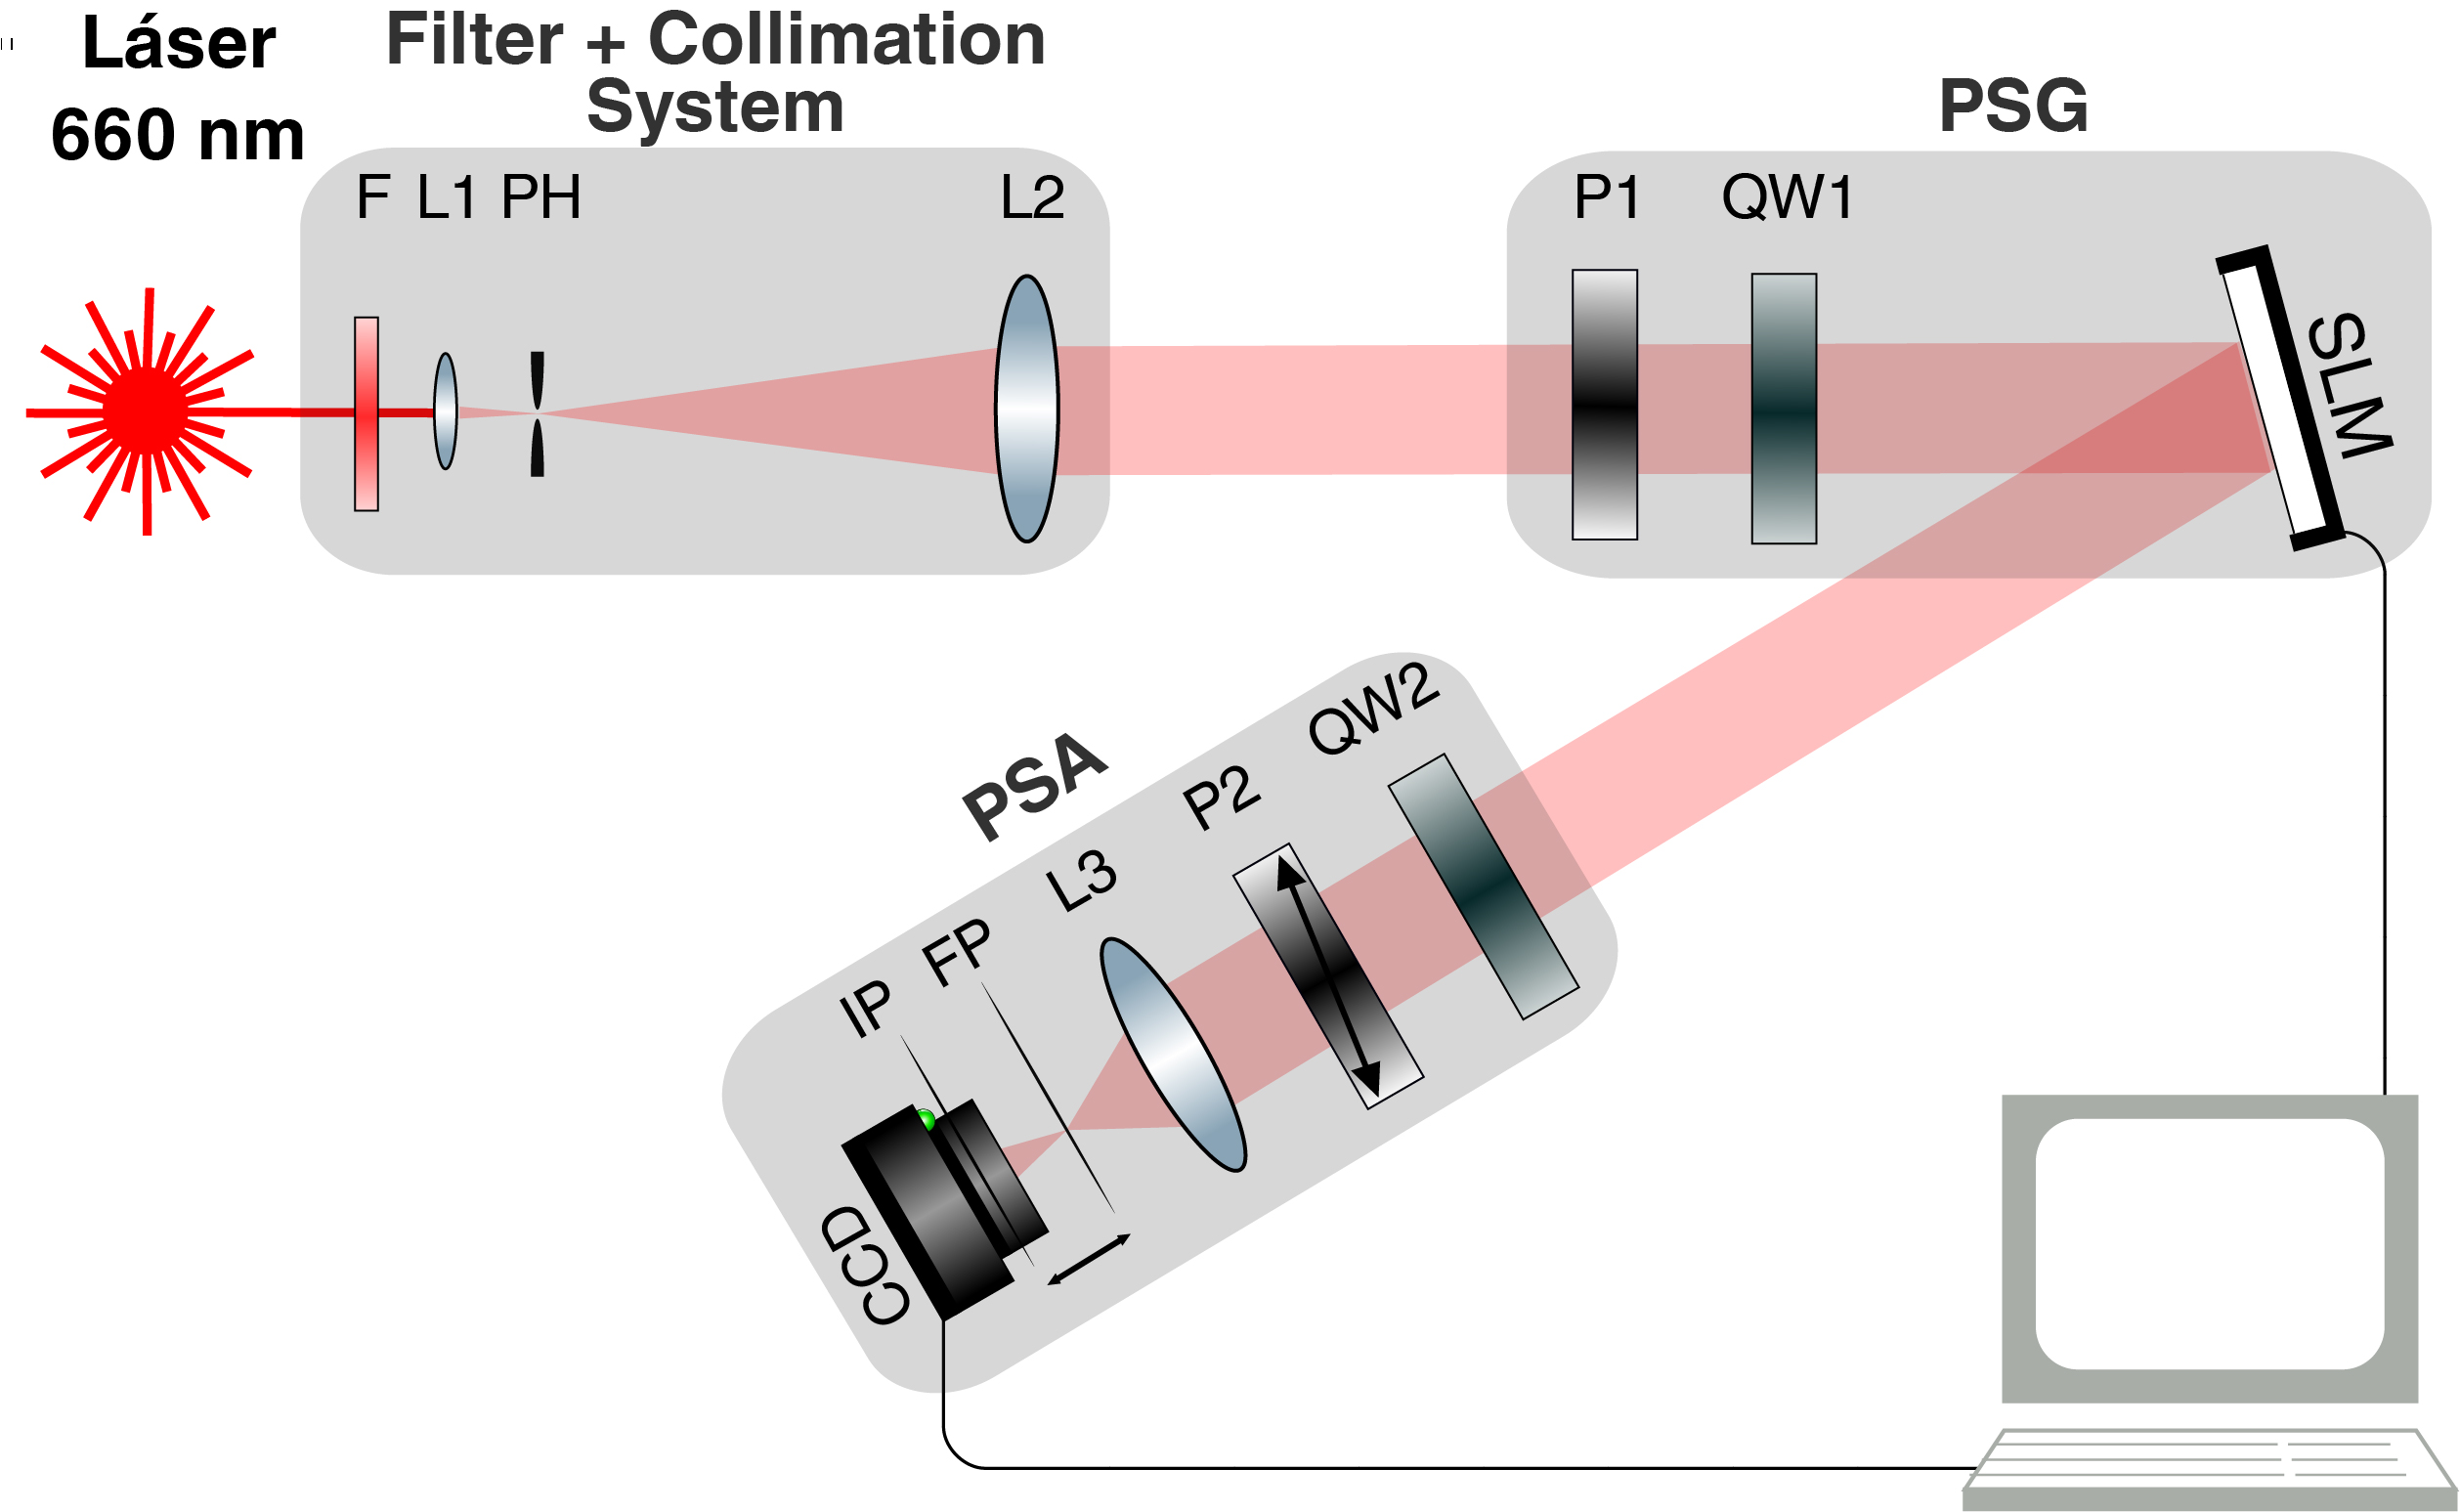 Láser
660 nm
Filter + Collimation
System
PSG
F L1 PH L2
P1 QW1
SLM
PSA
QW2
P2
L3
FP
IP
CCD